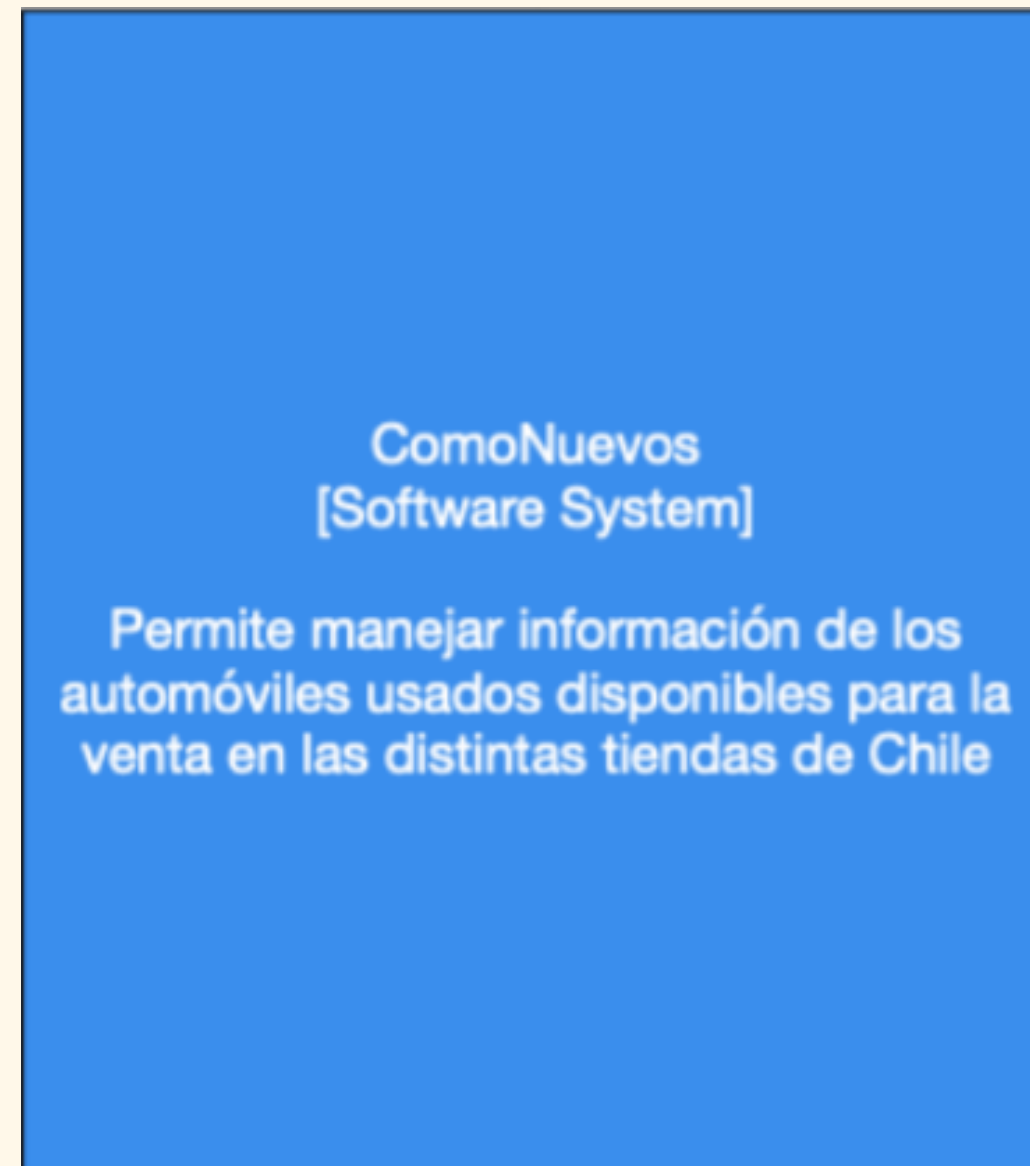 ComoNuevos
[Software System]
Permite manejar información de los
automóviles usados disponibles para la
venta en las distintas tiendas de Chile